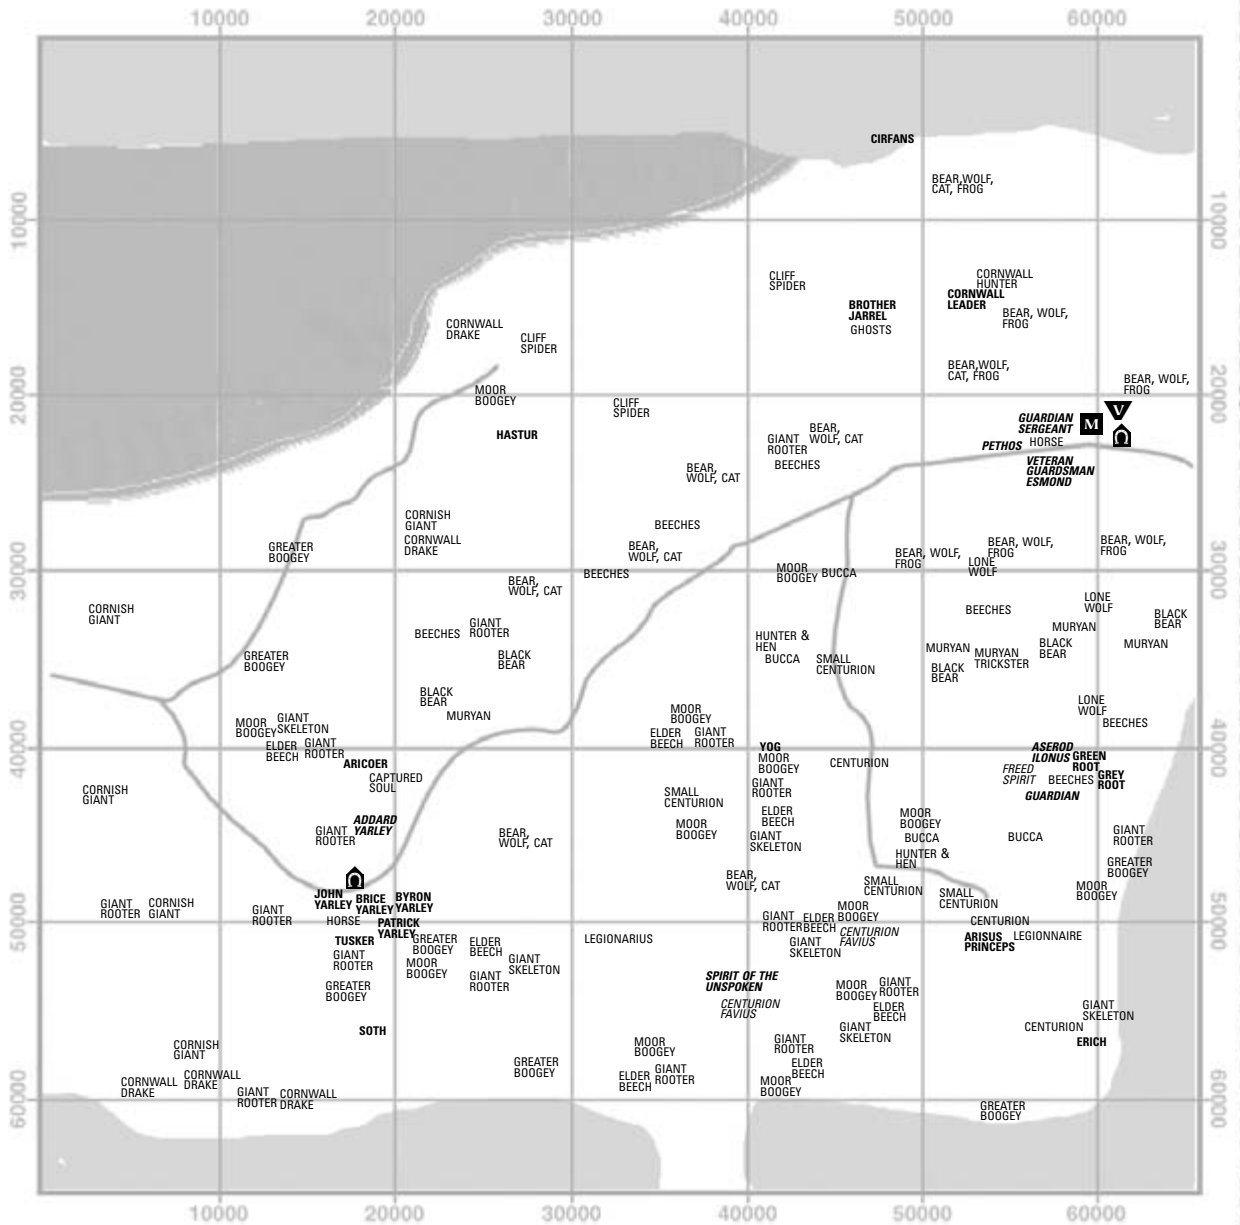 10000 20000 30000 40000 50000 60000
CIRFANS
BEAR,WOLF,
CAT, FROG
10000
10000
CLIFF
SPIDER
CORNWALL
HUNTER
CORNWALL
LEADER
BROTHER
JARREL
GHOSTS
BEAR, WOLF,
FROG
CORNWALL
DRAKE
CLIFF
SPIDER
BEAR,WOLF,
CAT, FROG
BEAR, WOLF,
FROG
20000
20000
MOOR
BOOGEY
CLIFF
SPIDER
V
M
GUARDIAN
SERGEANT
HORSE
PETHOS
VETERAN
GUARDSMAN
ESMOND
HASTUR
BEAR,
WOLF, CAT
GIANT
ROOTER
BEECHES
BEAR,
WOLF, CAT
CORNISH
GIANT
CORNWALL
DRAKE
BEECHES
GREATER
BOOGEY
BEAR,
WOLF, CAT
BEAR, WOLF,
FROG
BEAR, WOLF,
FROG
BEAR, WOLF,
FROG
LONE
WOLF
30000
30000
BEECHES
MOOR
BOOGEY
BUCCA
BEAR,
WOLF, CAT
CORNISH
GIANT
BEECHES
LONE
WOLF
BLACK
BEAR
GIANT
ROOTER
BEECHES
MURYAN
HUNTER &
HEN
BUCCA
SMALL
CENTURION
MURYAN
BLACK
BEAR
MURYAN
TRICKSTER
BLACK
BEAR
MURYAN
GREATER
BOOGEY
BLACK
BEAR
BLACK
BEAR
MURYAN
LONE
WOLF
BEECHES
MOOR
BOOGEY
GIANT
SKELETON
ELDER
BEECH
GIANT
ROOTER
MOOR
BOOGEY
ELDER
BEECH
GIANT
ROOTER
40000
40000
ARICOER
CAPTURED
SOUL
YOG
MOOR
BOOGEY
CENTURION
ASEROD
ILONUS
GREEN
ROOT
FREED
SPIRIT
BEECHES
GREY
ROOT
GUARDIAN
CORNISH
GIANT
SMALL
CENTURION
GIANT
ROOTER
ADDARD
YARLEY
GIANT
ROOTER
MOOR
BOOGEY
ELDER
BEECH
GIANT
SKELETON
MOOR
BOOGEY
BUCCA
BUCCA
GIANT
ROOTER
BEAR,
WOLF, CAT
HUNTER &
HEN
GREATER
BOOGEY
BEAR,
WOLF, CAT
SMALL
CENTURION
SMALL
CENTURION
MOOR
BOOGEY
JOHN
YARLEY
BRICE
YARLEY
BYRON
YARLEY
GIANT
ROOTER
CORNISH
GIANT
GIANT
ROOTER
HORSE
PATRICK
YARLEY
50000
50000
GIANT
ROOTER
ELDER
BEECH
MOOR
BOOGEY
CENTURION
FAVIUS
CENTURION
ARISUS
PRINCEPS
LEGIONNAIRE
TUSKER
GIANT
ROOTER
GREATER
BOOGEY
ELDER
BEECH
LEGIONARIUS
GIANT
SKELETON
MOOR
BOOGEY
GIANT
SKELETON
GIANT
ROOTER
SPIRIT OF THE
UNSPOKEN
GREATER
BOOGEY
MOOR
BOOGEY
GIANT
ROOTER
CENTURION
FAVIUS
ELDER
BEECH
GIANT
SKELETON
SOTH
GIANT
SKELETON
CENTURION
ERICH
CORNISH
GIANT
MOOR
BOOGEY
GIANT
ROOTER
GREATER
BOOGEY
ELDER
BEECH
GIANT
ROOTER
ELDER
BEECH
MOOR
BOOGEY
CORNWALL
DRAKE
CORNWALL
DRAKE
GIANT
ROOTER
CORNWALL
DRAKE
60000
60000
GREATER
BOOGEY
10000 20000 30000 40000 50000 60000